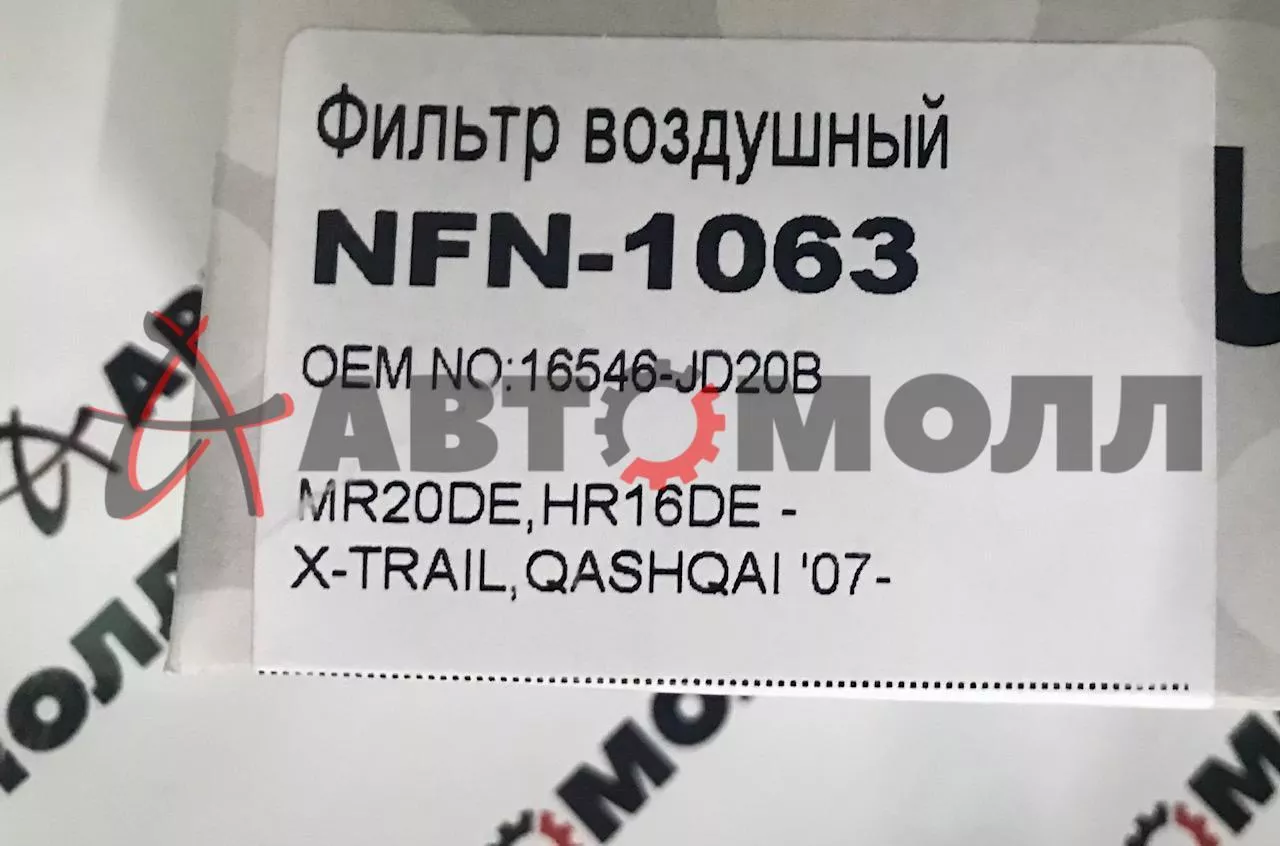 Фильтр воздушный
NFN-1063
OEM NO:16546-JD20B
АВТОМОЛЛ
MR20DE,HR16DE -
X-TRAIL,QASHQAI '07-